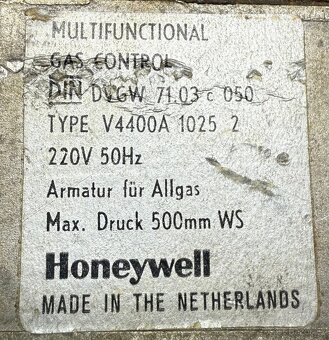 MULTIFUNCTIONAL
GAS CONTROL
DIN DVGW 71.03 c 050
TYPE V4400A 1025 2
220V 50Hz
Armatur für Allgas
Max. Druck 500mm WS
Honeywell
MADE IN THE NETHERLANDS